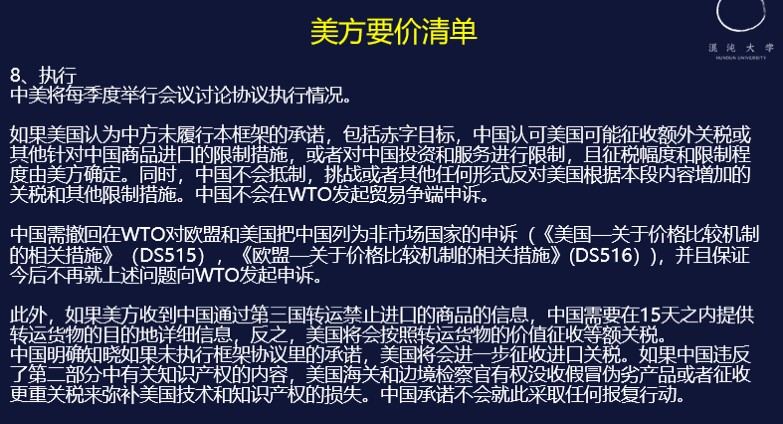 美方要价清单
混沌大学
HUNDUN UNIVERSITY
8、执行
中美将每季度举行会议讨论协议执行情况。
如果美国认为中方未履行本框架的承诺，包括赤字目标，中国认可美国可能征收额外关税或
其他针对中国商品进口的限制措施，或者对中国投资和服务进行限制，且征税幅度和限制程
度由美方确定。同时，中国不会抵制，挑战或者其他任何形式反对美国根据本段内容增加的
关税和其他限制措施。中国不会在WTO发起贸易争端申诉。
中国需撤回在WTO对欧盟和美国把中国列为非市场国家的申诉（《美国—关于价格比较机制
的相关措施》（DS515），《欧盟—关于价格比较机制的相关措施》(DS516）)，并且保证
今后不再就上述问题向WTO发起申诉。
此外，如果美方收到中国通过第三国转运禁止进口的商品的信息，中国需要在15天之内提供
转运货物的目的地详细信息，反之，美国将会按照转运货物的价值征收等额关税。
中国明确知晓如果未执行框架协议里的承诺，美国将会进一步征收进口关税。如果中国违反
了第二部分中有关知识产权的内容，美国海关和边境检察官有权没收假冒伪劣产品或者征收
更重关税来弥补美国技术和知识产权的损失。中国承诺不会就此采取任何报复行动。